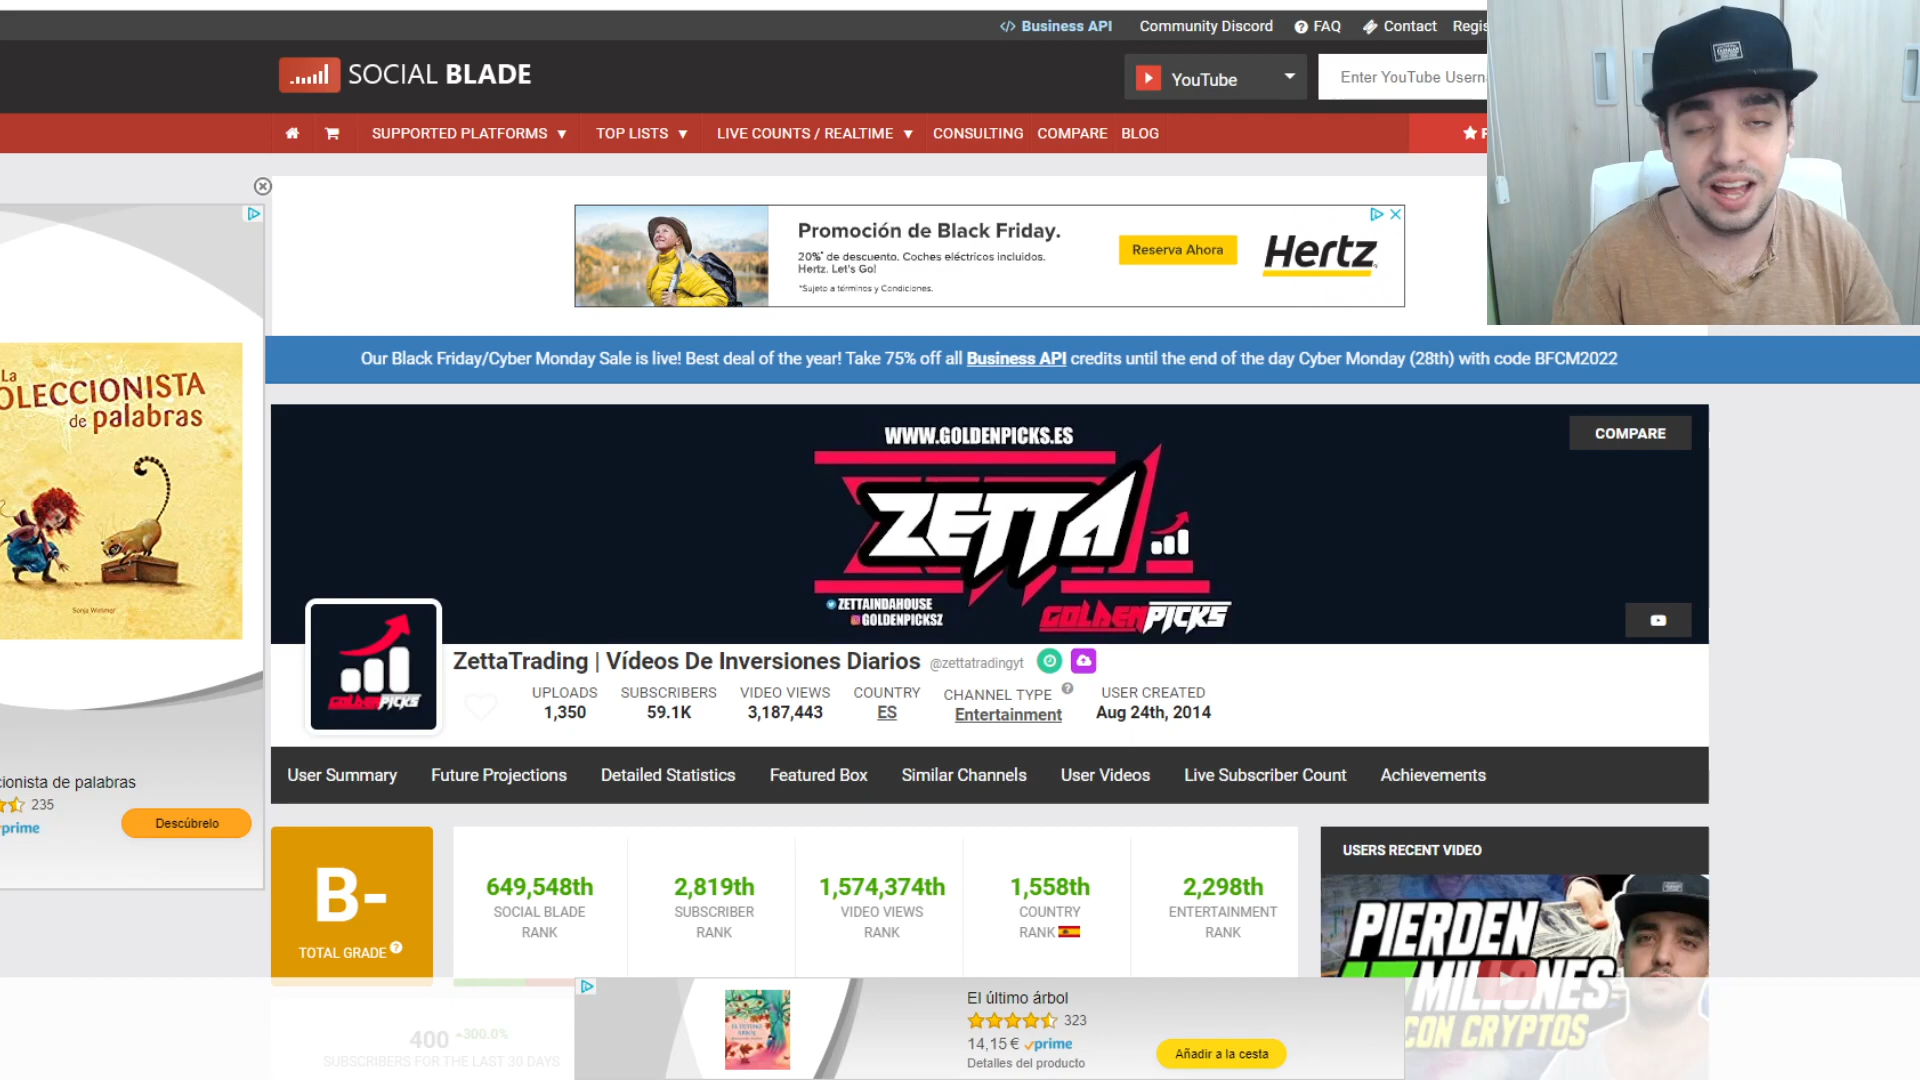 Business API
Community Discord
FAQ
Contact
SOCIAL BLADE
YouTube
Enter YouTube
SUPPORTED PLATFORMS
TOP LISTS
LIVE COUNTS / REALTIME
CONSULTING
COMPARE
BLOG
Promoción de Black Friday.
20%* de descuento. Coches eléctricos incluidos.
Hertz. Let's Go!
*Sujeto a términos y Condiciones.
Reserva Ahora
Hertz
Our Black Friday/Cyber Monday Sale is live! Best deal of the year! Take 75% off all Business API credits until the end of the day Cyber Monday (28th) with code BFCM2022
La
de palabras
Sonja Wimmer
de palabras
235
prime
Descúbrelo
WWW.GOLDENPICKS.ES
COMPARE
ZETTA
ZETTAINDAHOUSE
GOLDENPICKSZ
GOLDENPICKS
GOLDENPICKS
ZettaTrading | Vídeos De Inversiones Diarios @zettatradingyt
UPLOADS
1,350
SUBSCRIBERS
59.1K
VIDEO VIEWS
3,187,443
COUNTRY
ES
CHANNEL TYPE
Entertainment
USER CREATED
Aug 24th, 2014
User Summary
Future Projections
Detailed Statistics
Featured Box
Similar Channels
User Videos
Live Subscriber Count
Achievements
B-
TOTAL GRADE
649,548th
SOCIAL BLADE
RANK
2,819th
SUBSCRIBER
RANK
1,574,374th
VIDEO VIEWS
RANK
1,558th
COUNTRY
RANK
2,298th
ENTERTAINMENT
RANK
USERS RECENT VIDEO
PIERDEN
MILLONES
CON CRYPTOS
400 300.0%
SUBSCRIBERS FOR THE LAST 30 DAYS
El último árbol
323
14,15 € prime
Detalles del producto
Añadir a la cesta